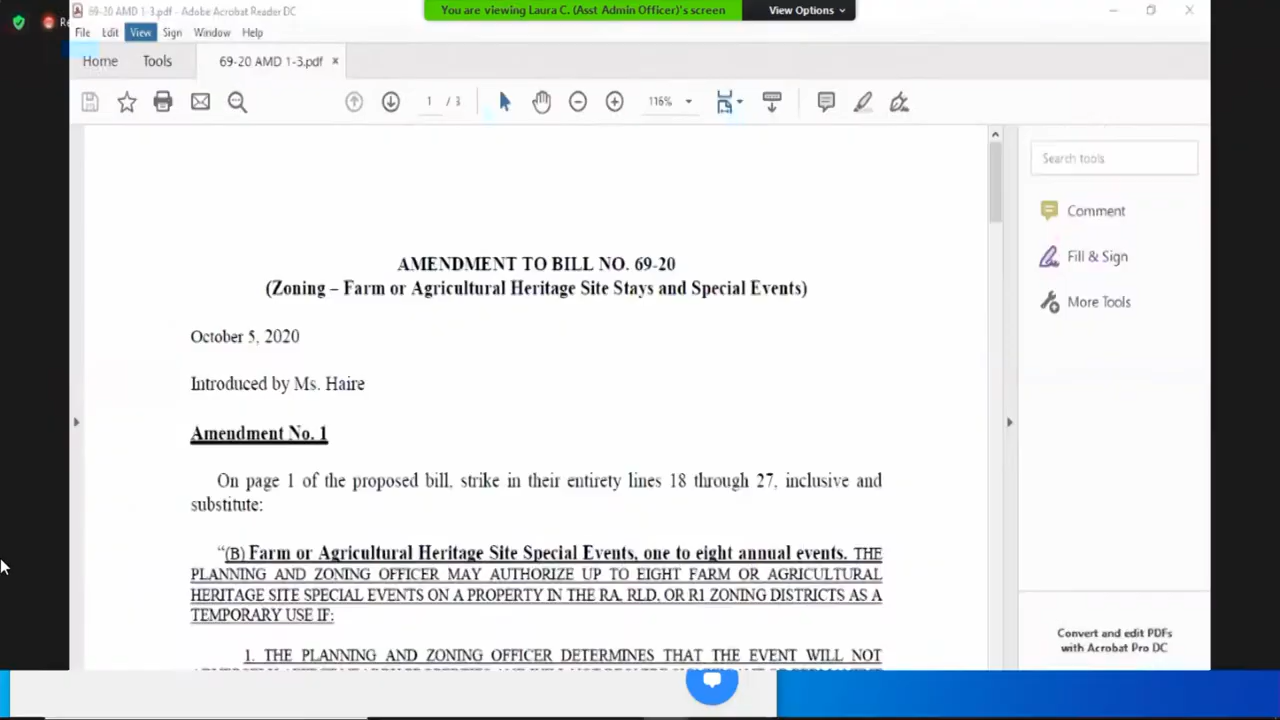 69-20 AMD 1-3.pdf - Adobe Acrobat Reader DC
You are viewing Laura C. (Asst Admin Officer)'s screen
View Options
File Edit View Sign Window Help
Home Tools 69-20 AMD 1-3.pdf ×
1 / 3 116%
Search tools
Comment
Fill & Sign
More Tools
Convert and edit PDFs
with Acrobat Pro DC
AMENDMENT TO BILL NO. 69-20
(Zoning – Farm or Agricultural Heritage Site Stays and Special Events)
October 5, 2020
Introduced by Ms. Haire
Amendment No. 1
On page 1 of the proposed bill, strike in their entirety lines 18 through 27, inclusive and
substitute:
“(B) Farm or Agricultural Heritage Site Special Events, one to eight annual events. THE
PLANNING AND ZONING OFFICER MAY AUTHORIZE UP TO EIGHT FARM OR AGRICULTURAL
HERITAGE SITE SPECIAL EVENTS ON A PROPERTY IN THE RA, RLD, OR R1 ZONING DISTRICTS AS A
TEMPORARY USE IF:
1. THE PLANNING AND ZONING OFFICER DETERMINES THAT THE EVENT WILL NOT